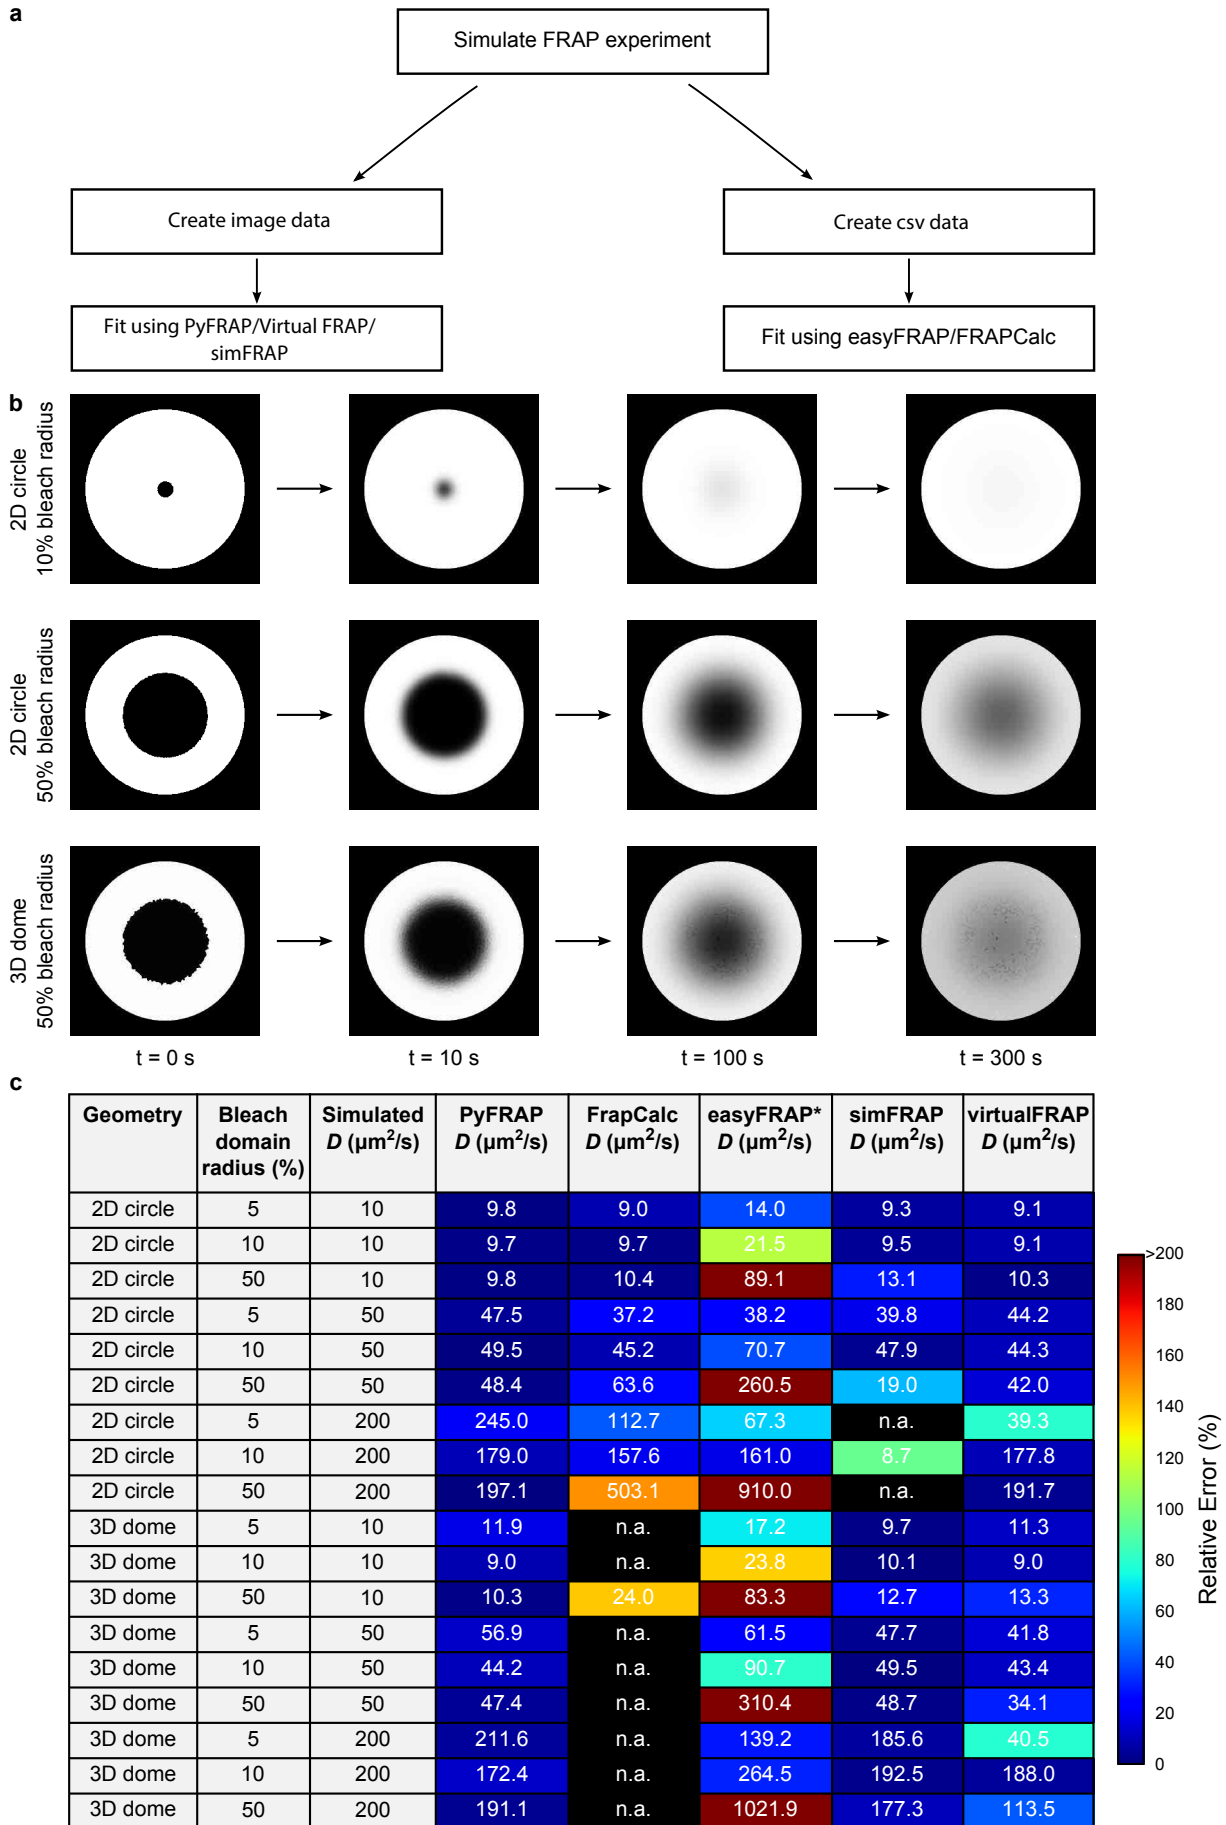 a
Simulate FRAP experiment
Create image data
Create csv data
Fit using PyFRAP/Virtual FRAP/
simFRAP
Fit using easyFRAP/FRAPCalc
b
2D circle
10% bleach radius
2D circle
50% bleach radius
3D dome
50% bleach radius
t = 0 s
t = 10 s
t = 100 s
t = 300 s
c
Geometry Bleach domain radius (%) Simulated D (µm²/s) PyFRAP D (µm²/s) FrapCalc D (µm²/s) easyFRAP* D (µm²/s) simFRAP D (µm²/s) virtualFRAP D (µm²/s)
2D circle 5 10 9.8 9.0 14.0 9.3 9.1
2D circle 10 10 9.7 9.7 21.5 9.5 9.1
2D circle 50 10 9.8 10.4 89.1 13.1 10.3
2D circle 5 50 47.5 37.2 38.2 39.8 44.2
2D circle 10 50 49.5 45.2 70.7 47.9 44.3
2D circle 50 50 48.4 63.6 260.5 19.0 42.0
2D circle 5 200 245.0 112.7 67.3 n.a. 39.3
2D circle 10 200 179.0 157.6 161.0 8.7 177.8
2D circle 50 200 197.1 503.1 910.0 n.a. 191.7
3D dome 5 10 11.9 n.a. 17.2 9.7 11.3
3D dome 10 10 9.0 n.a. 23.8 10.1 9.0
3D dome 50 10 10.3 24.0 83.3 12.7 13.3
3D dome 5 50 56.9 n.a. 61.5 47.7 41.8
3D dome 10 50 44.2 n.a. 90.7 49.5 43.4
3D dome 50 50 47.4 n.a. 310.4 48.7 34.1
3D dome 5 200 211.6 n.a. 139.2 185.6 40.5
3D dome 10 200 172.4 n.a. 264.5 192.5 188.0
3D dome 50 200 191.1 n.a. 1021.9 177.3 113.5
>200
180
160
140
120
100
80
60
40
20
0
Relative Error (%)